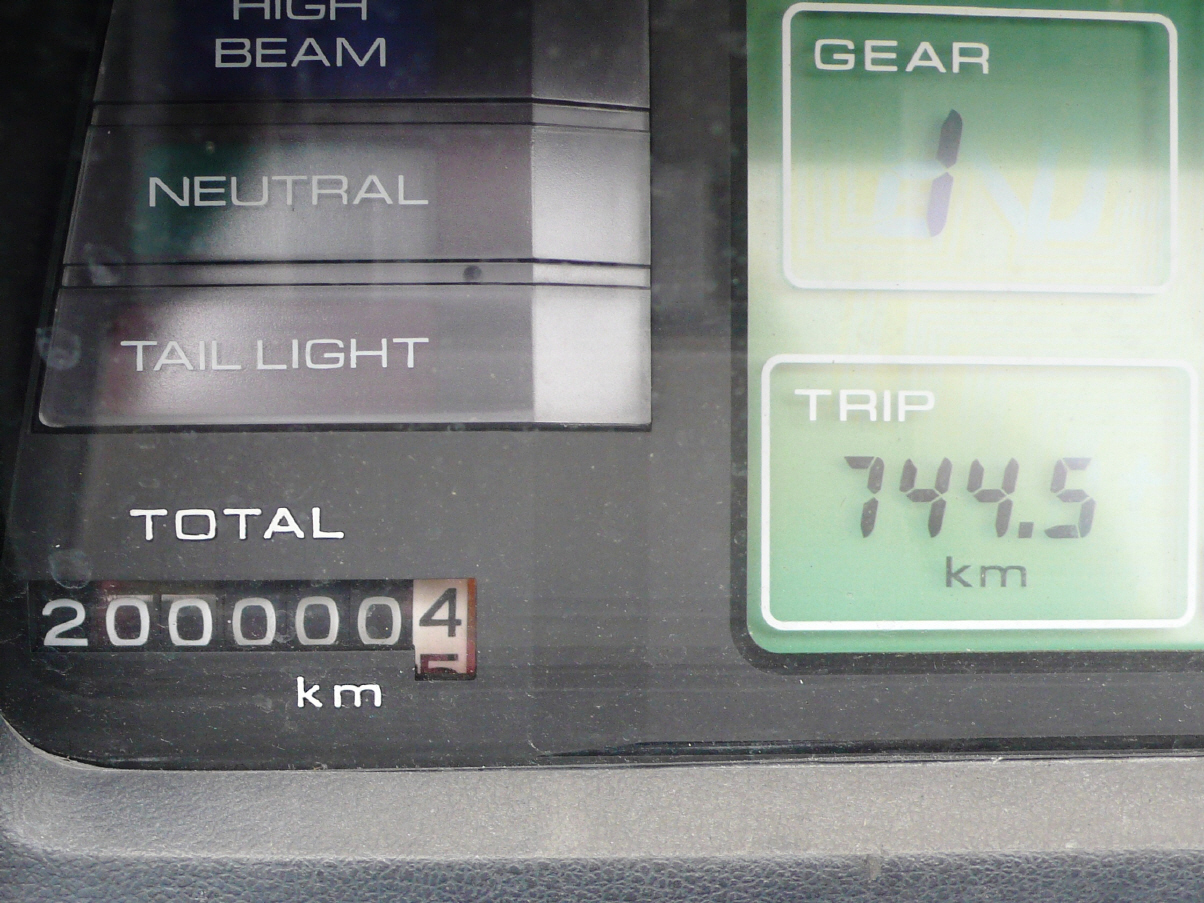 HIGH
BEAM
NEUTRAL
TAIL LIGHT
TOTAL
2000004
km
GEAR
1
TRIP
744.5
km